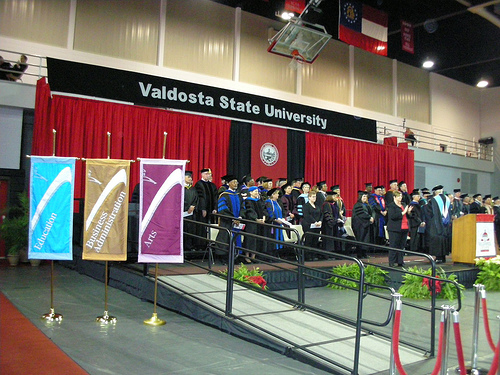 Valdosta State University
Education
Business
Administration
Arts